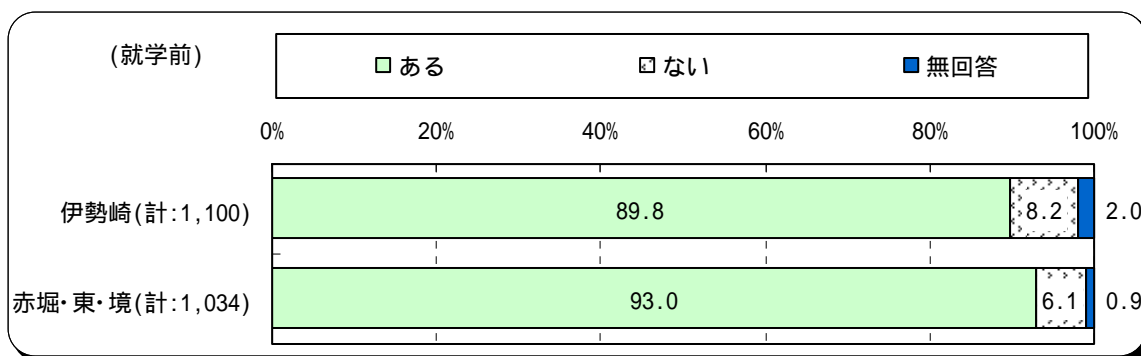 (就学前)
ある ない 無回答
0% 20% 40% 60% 80% 100%
伊勢崎(計:1,100) 89.8 8.2 2.0
赤堀・東・境(計:1,034) 93.0 6.1 0.9